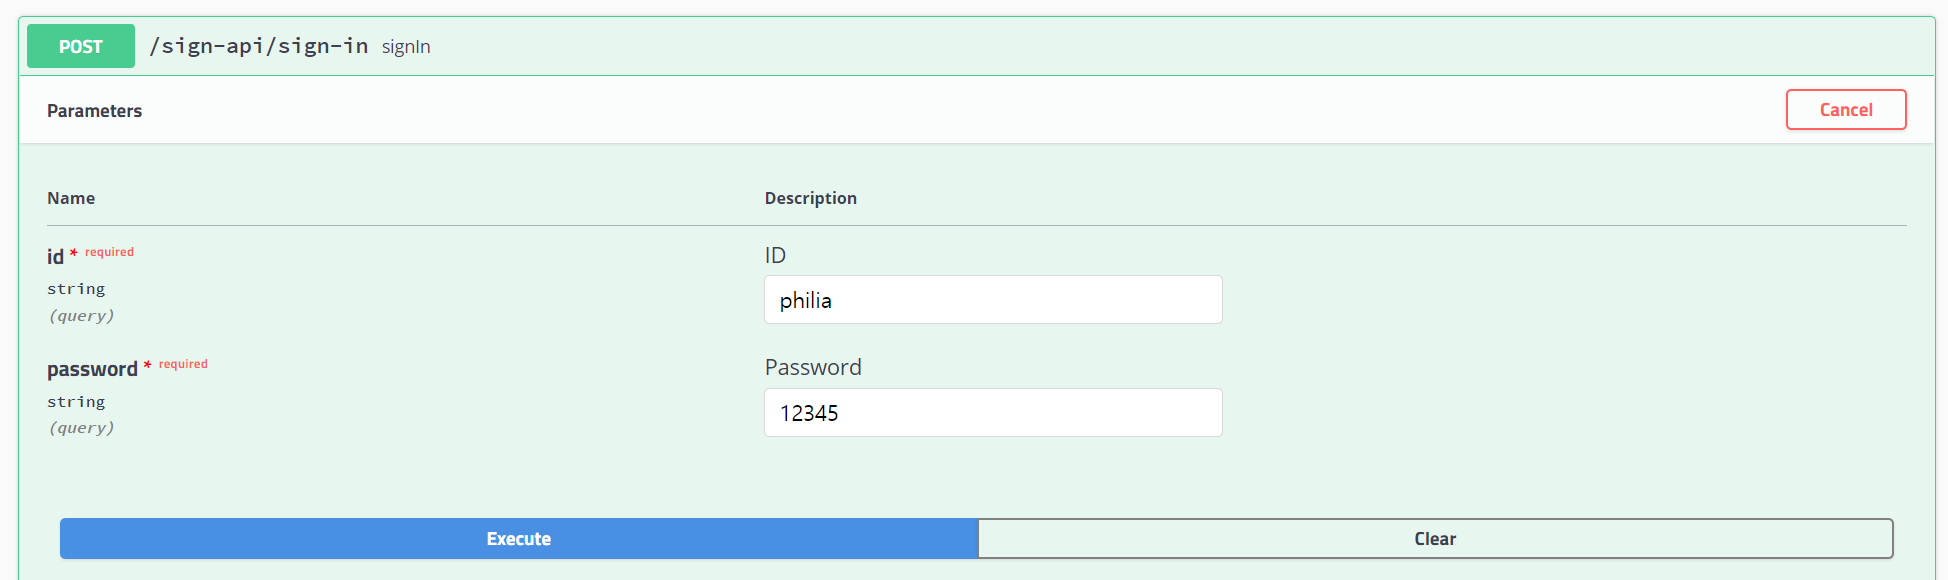 POST /sign-api/sign-in signIn
Parameters Cancel
Name Description
id * required ID
string philia
(query)
password * required Password
string 12345
(query)
Execute Clear